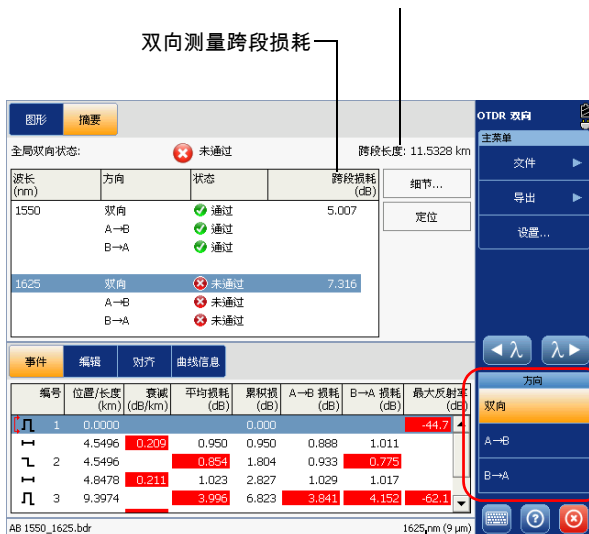 双向测量跨段损耗
图形 摘要
OTDR 双向
全局双向状态: 未通过 跨段长度: 11.5328 km
主菜单
文件
导出
设置...
波长 (nm) 方向 状态 跨段损耗 (dB)
细节...
定位
1550 双向 通过 5.007
A→B 通过
B→A 通过
1625 双向 未通过 7.316
A→B 未通过
B→A 未通过
λ λ
事件 编辑 对齐 曲线信息
方向
双向
A→B
B→A
编号 位置/长度 (km) 衰减 (dB/km) 平均损耗 (dB) 累积损 (dB) A→B 损耗 (dB) B→A 损耗 (dB) 最大反射率 (dB)
1 0.0000 0.000 -44.7
4.5496 0.209 0.950 0.950 0.888 1.011
2 4.5496 0.854 1.804 0.933 0.775
4.8478 0.211 1.023 2.827 1.029 1.017
3 9.3974 3.996 6.823 3.841 4.152 -62.1
AB 1550_1625.bdr 1625 nm (9 µm)